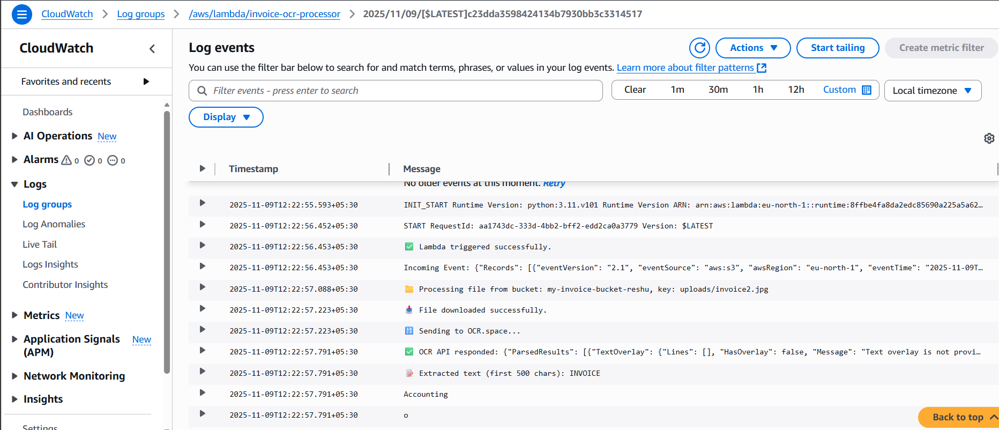 CloudWatch > Log groups > /aws/lambda/invoice-ocr-processor > 2025/11/09/[$LATEST]c23dda3598424134b7930bb3c3314517
CloudWatch
Favorites and recents
Dashboards
AI Operations New
Alarms 0 0 0
Logs
Log groups
Log Anomalies
Live Tail
Logs Insights
Contributor Insights
Metrics New
Application Signals (APM) New
Network Monitoring
Insights
Settings
Log events
Actions
Start tailing
Create metric filter
You can use the filter bar below to search for and match terms, phrases, or values in your log events. Learn more about filter patterns
Filter events - press enter to search
Clear 1m 30m 1h 12h Custom
Local timezone
Display
Timestamp Message
No older events at this moment. Retry
2025-11-09T12:22:55.593+05:30 INIT_START Runtime Version: python:3.11.v101 Runtime Version ARN: arn:aws:lambda:eu-north-1::runtime:8ffbe4fa8da2edc85690a225a5a62…
2025-11-09T12:22:56.452+05:30 START RequestId: aa1743dc-333d-4bb2-bff2-edd2ca0a3779 Version: $LATEST
2025-11-09T12:22:56.453+05:30 ✅ Lambda triggered successfully.
2025-11-09T12:22:56.453+05:30 Incoming Event: {"Records": [{"eventVersion": "2.1", "eventSource": "aws:s3", "awsRegion": "eu-north-1", "eventTime": "2025-11-09T…
2025-11-09T12:22:57.088+05:30 📁 Processing file from bucket: my-invoice-bucket-reshu, key: uploads/invoice2.jpg
2025-11-09T12:22:57.223+05:30 📥 File downloaded successfully.
2025-11-09T12:22:57.223+05:30 🔠 Sending to OCR.space...
2025-11-09T12:22:57.791+05:30 ✅ OCR API responded: {"ParsedResults": [{"TextOverlay": {"Lines": [], "HasOverlay": false, "Message": "Text overlay is not provi…
2025-11-09T12:22:57.791+05:30 📝 Extracted text (first 500 chars): INVOICE
2025-11-09T12:22:57.791+05:30 Accounting
2025-11-09T12:22:57.791+05:30 o
Back to top